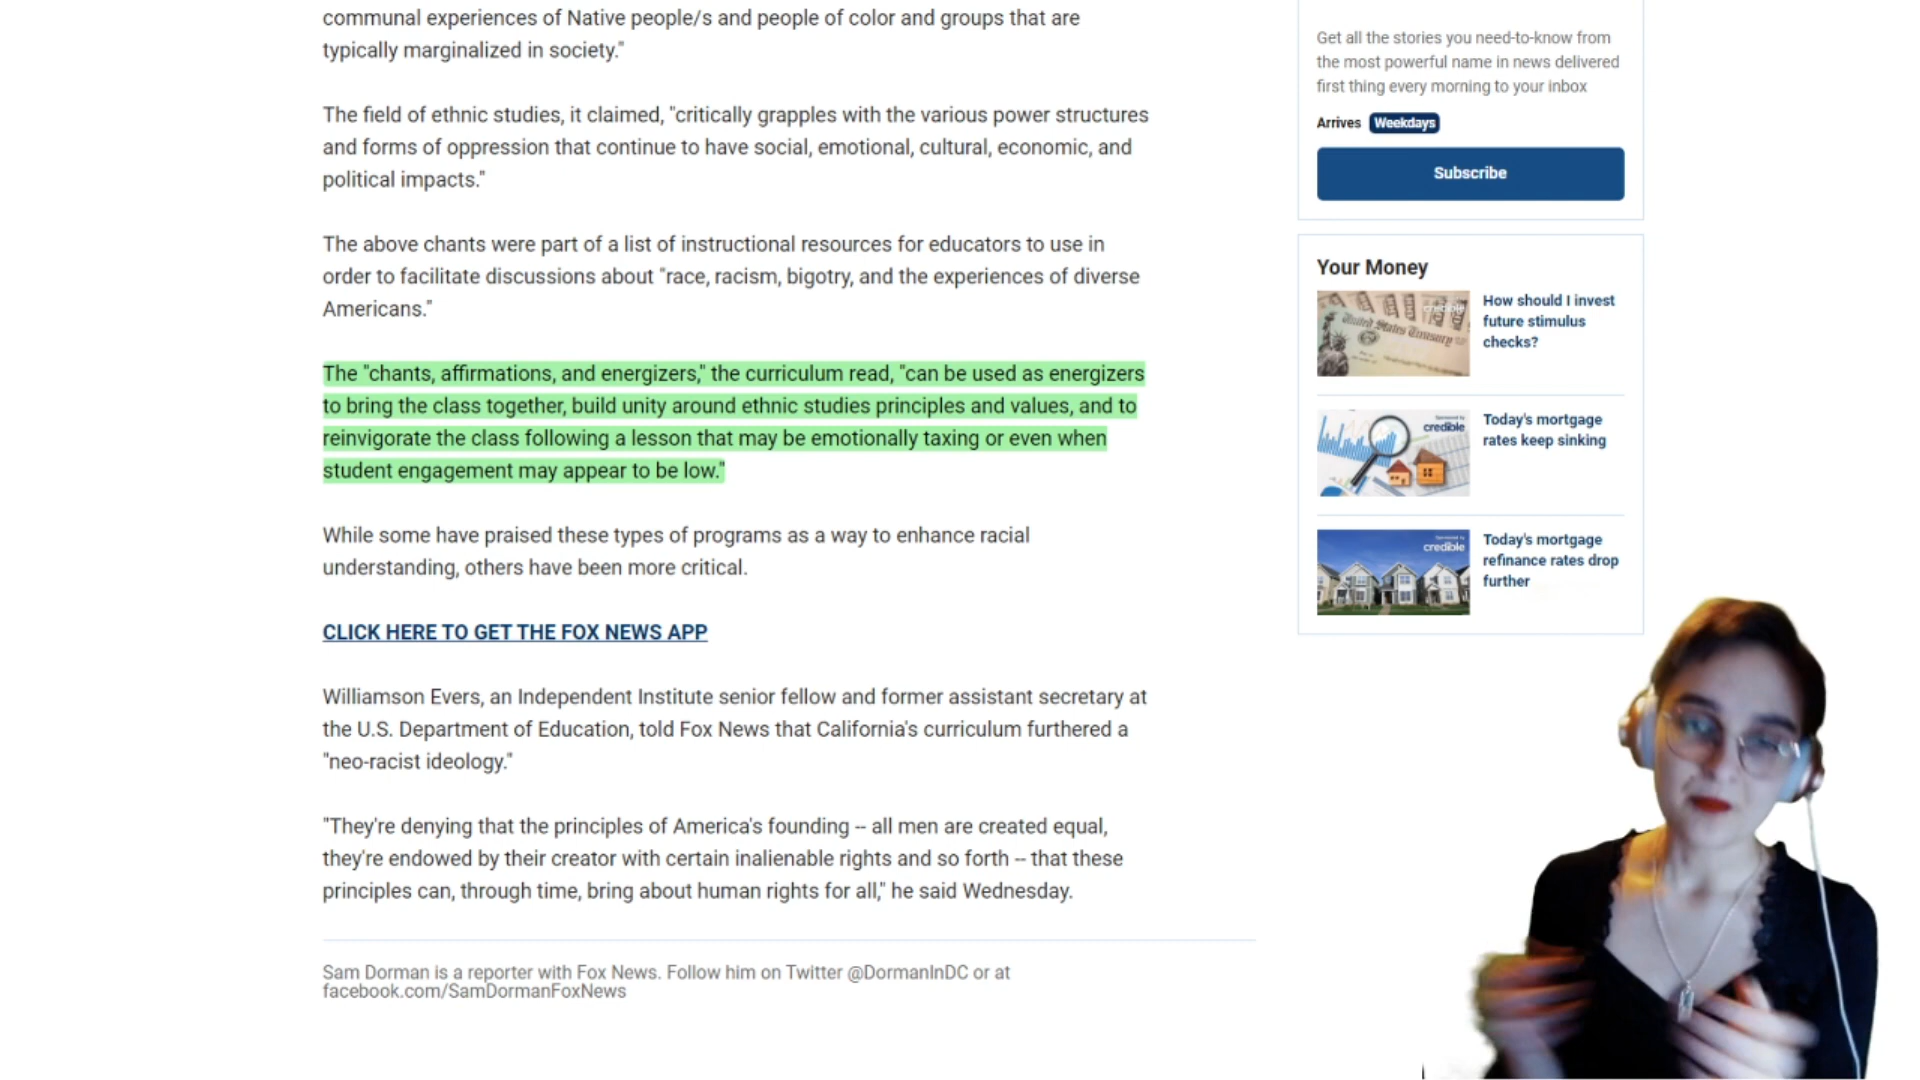 communal experiences of Native people/s and people of color and groups that are
typically marginalized in society."
The field of ethnic studies, it claimed, "critically grapples with the various power structures
and forms of oppression that continue to have social, emotional, cultural, economic, and
political impacts."
The above chants were part of a list of instructional resources for educators to use in
order to facilitate discussions about "race, racism, bigotry, and the experiences of diverse
Americans."
The "chants, affirmations, and energizers," the curriculum read, "can be used as energizers
to bring the class together, build unity around ethnic studies principles and values, and to
reinvigorate the class following a lesson that may be emotionally taxing or even when
student engagement may appear to be low."
While some have praised these types of programs as a way to enhance racial
understanding, others have been more critical.
CLICK HERE TO GET THE FOX NEWS APP
Williamson Evers, an Independent Institute senior fellow and former assistant secretary at
the U.S. Department of Education, told Fox News that California's curriculum furthered a
"neo-racist ideology."
"They're denying that the principles of America's founding -- all men are created equal,
they're endowed by their creator with certain inalienable rights and so forth -- that these
principles can, through time, bring about human rights for all," he said Wednesday.
Sam Dorman is a reporter with Fox News. Follow him on Twitter @DormanInDC or at
facebook.com/SamDormanFoxNews
Get all the stories you need-to-know from
the most powerful name in news delivered
first thing every morning to your inbox
Arrives Weekdays
Subscribe
Your Money
credible
United States Treasury
How should I invest
future stimulus
checks?
Sponsored by
credible
Today's mortgage
rates keep sinking
Sponsored by
credible
Today's mortgage
refinance rates drop
further